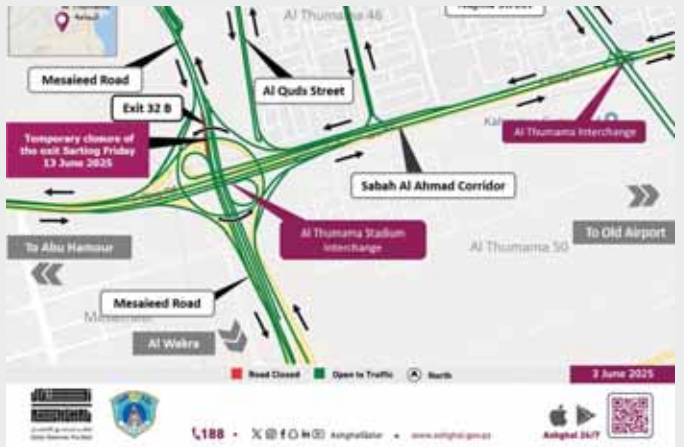 Al Thumama 46
Mesaieed Road
Al Quds Street
Exit 32 B
Temporary closure of
the exit Sarting Friday
13 June 2025
Al Thumama Interchange
Sabah Al Ahmad Corridor
Al Thumama Stadium
Interchange
To Abu Hamour
To Old Airport
Al Thumama 50
Mesaieed Road
Al Wakra
Road Closed
Open to Traffic
North
3 June 2025
188
AshghalQatar
www.ashghal.gov.qa
Ashghal 24/7